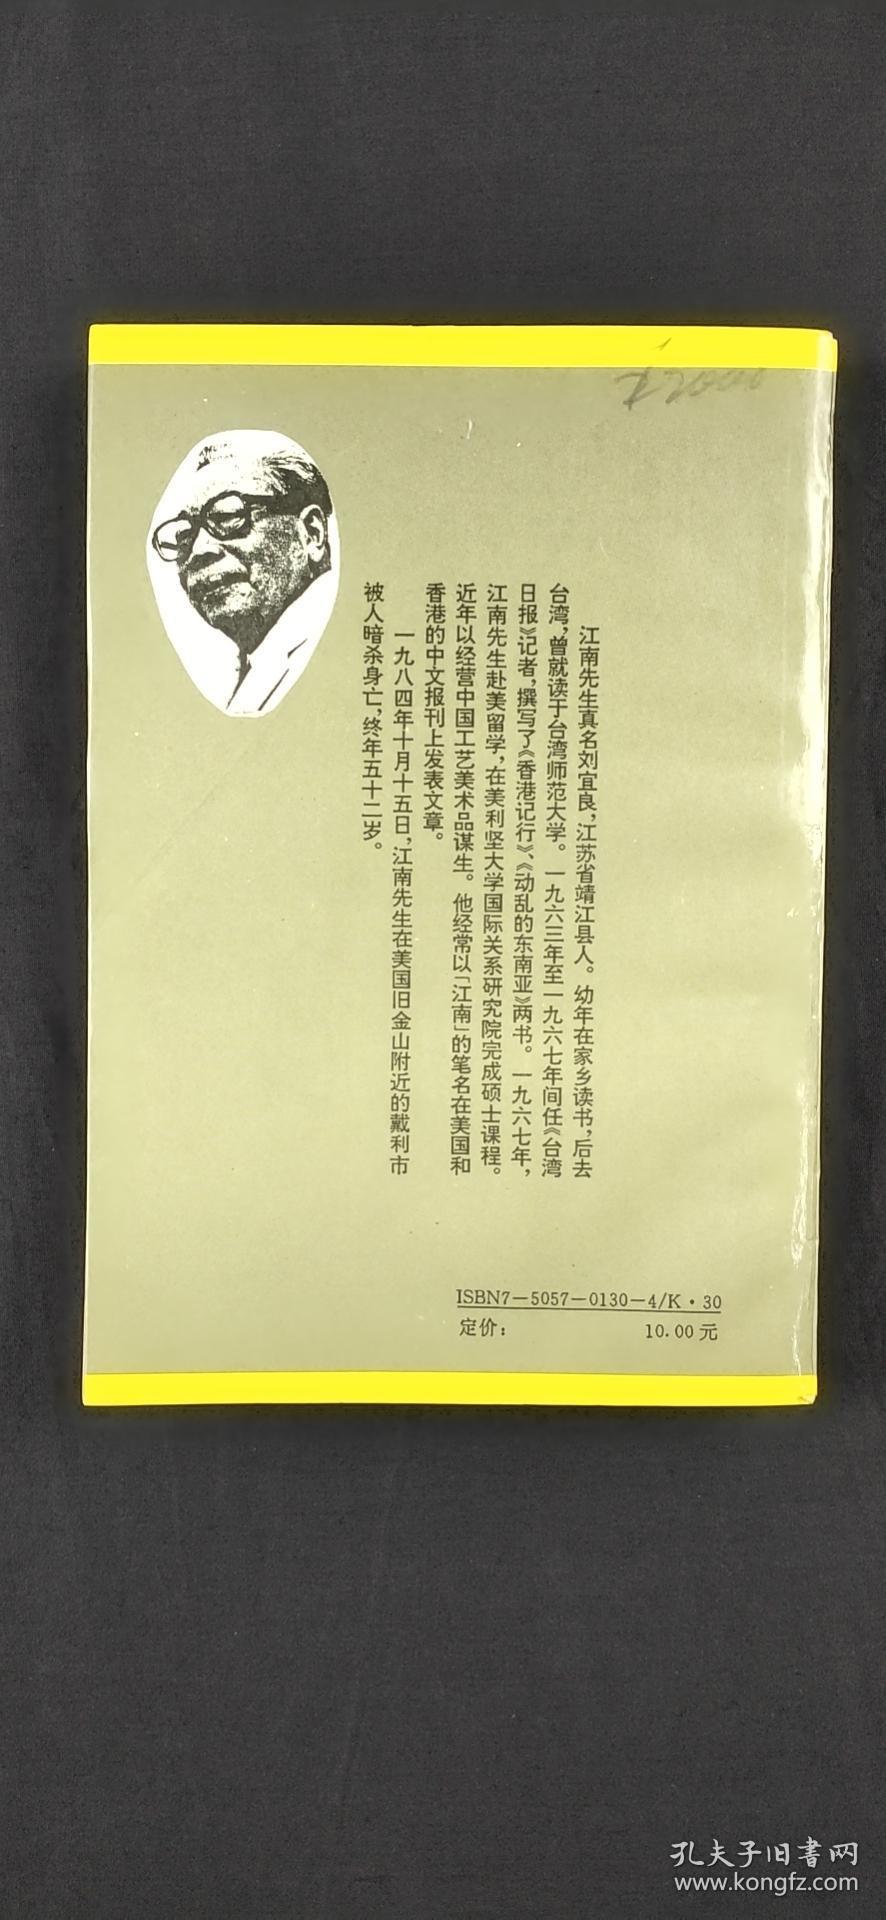 江南先生真名刘宜良，江苏省靖江县人。幼年在家乡读书，后去
台湾，曾就读于台湾师范大学。一九六三年至一九六七年间任《台湾
日报》记者，撰写了《香港记行》、《动乱的东南亚》两书。一九六七年，
江南先生赴美留学，在美利坚大学国际关系研究院完成硕士课程。
近年以经营中国工艺美术品谋生。他经常以「江南」的笔名在美国和
香港的中文报刊上发表文章。
一九八四年十月十五日，江南先生在美国旧金山附近的戴利市
被人暗杀身亡，终年五十二岁。
ISBN7—5057—0130—4/K·30
定价： 10.00元
孔夫子旧書网
www.kongfz.com